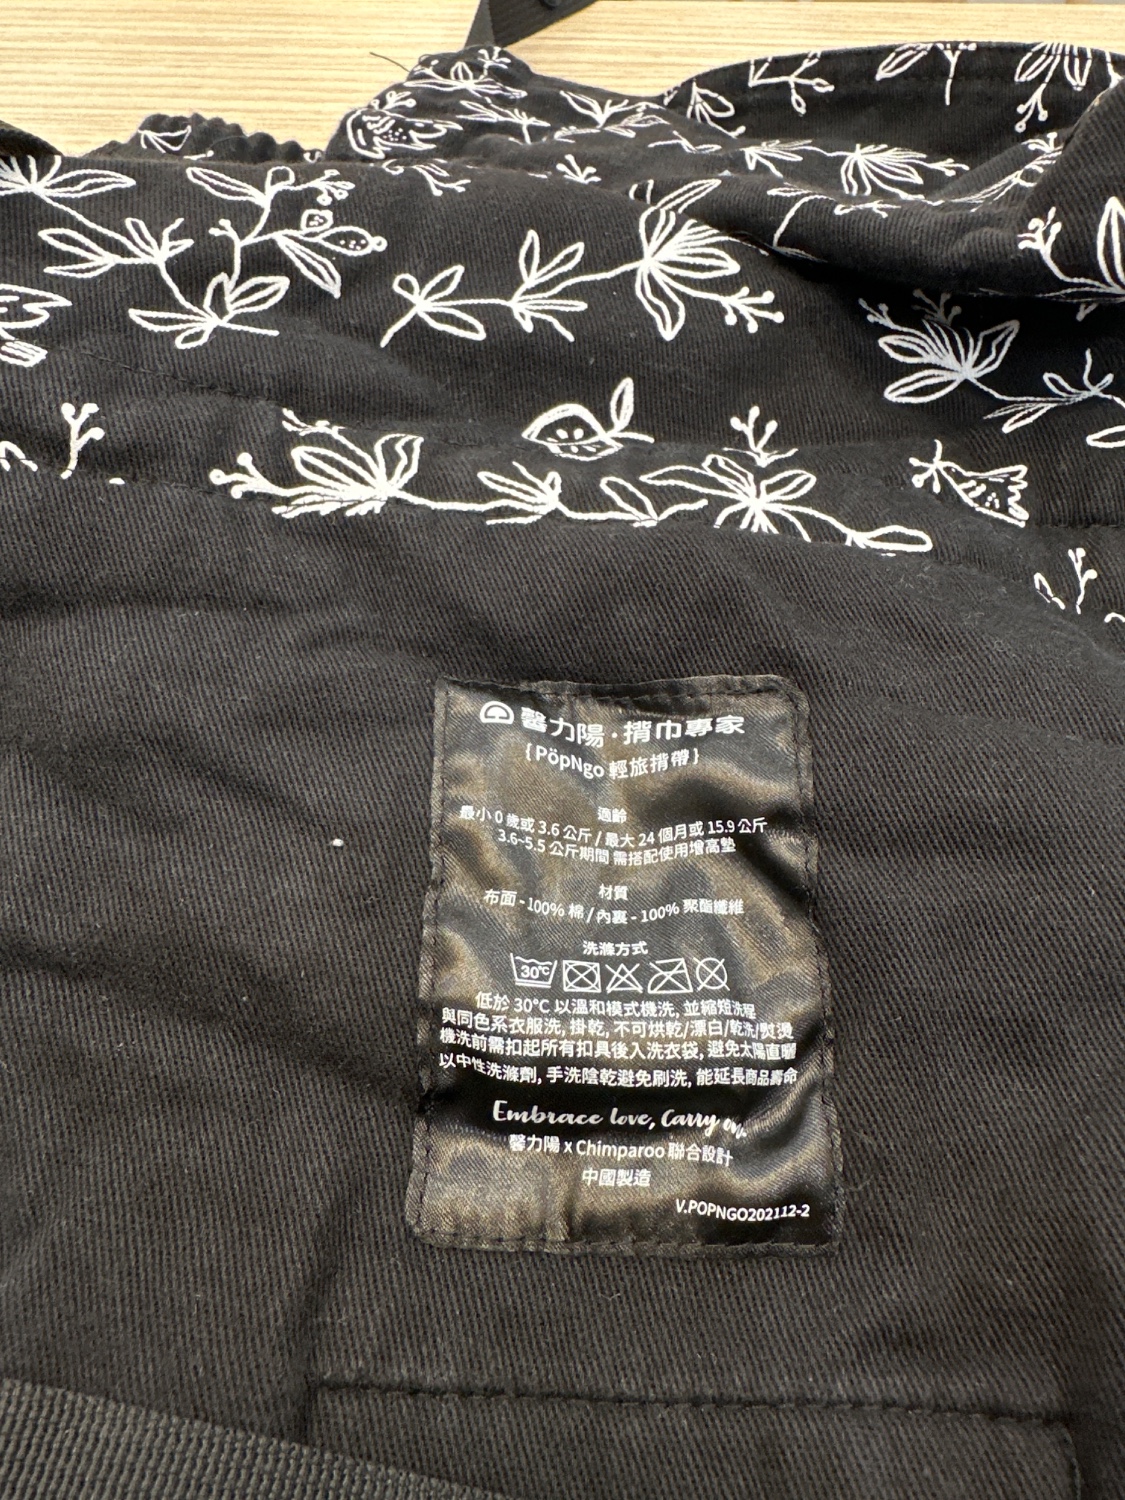 馨力陽·揹巾專家
{PöpNgo 輕旅揹帶}
適齡
最小 0 歲或 3.6 公斤 / 最大 24 個月或 15.9 公斤
3.6~5.5 公斤期間 需搭配使用增高墊
材質
布面 - 100% 棉 / 內裏 - 100% 聚酯纖維
洗滌方式
30°C
低於 30°C 以溫和模式機洗, 並縮短洗程
與同色系衣服洗, 掛乾, 不可烘乾/漂白/乾洗/熨燙
機洗前需扣起所有扣具後入洗衣袋, 避免太陽直曬
以中性洗滌劑, 手洗陰乾避免刷洗, 能延長商品壽命
Embrace love, Carry on.
馨力陽 x Chimparoo 聯合設計
中國製造
V.POPNGO202112-2